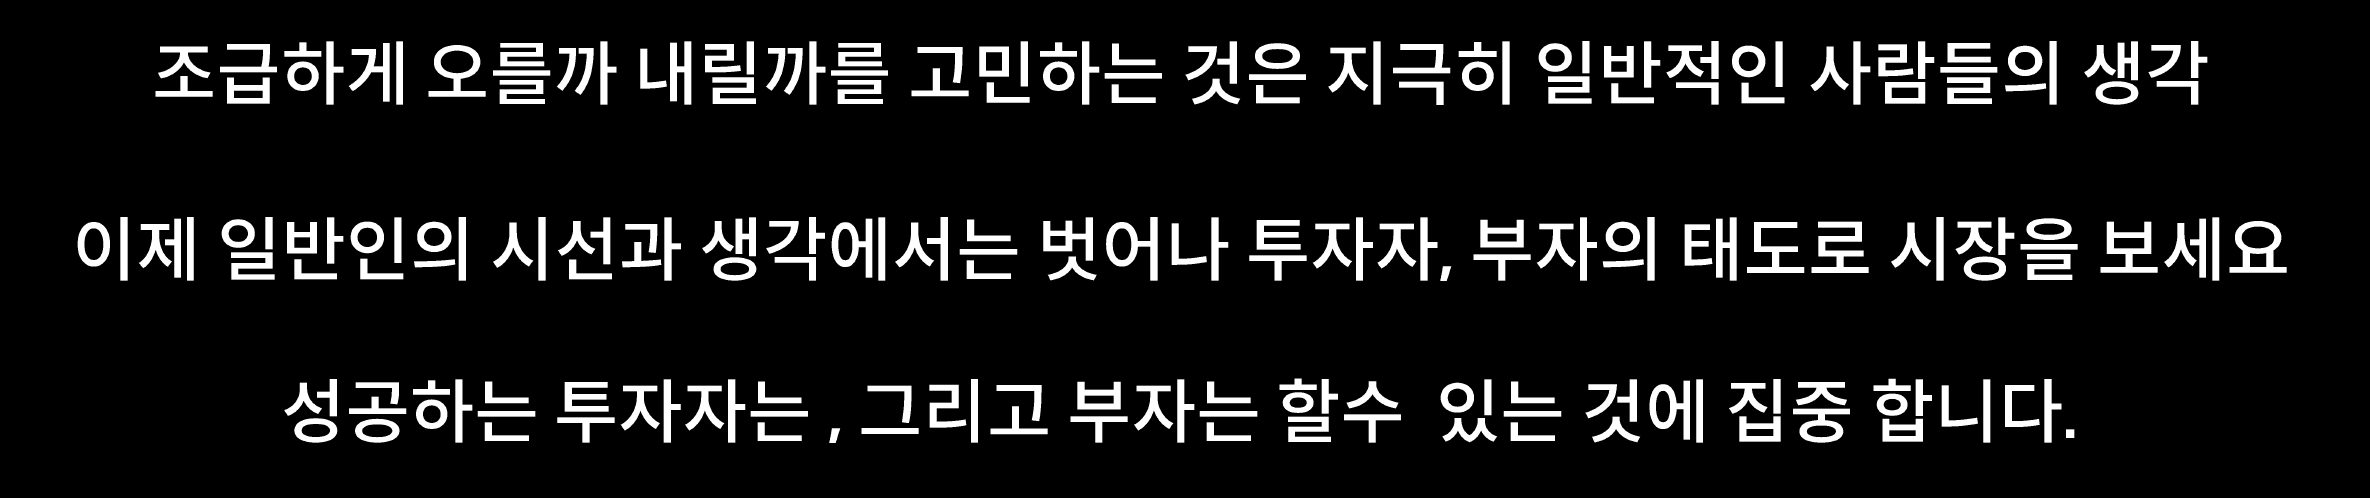 조급하게 오를까 내릴까를 고민하는 것은 지극히 일반적인 사람들의 생각
이제 일반인의 시선과 생각에서는 벗어나 투자자, 부자의 태도로 시장을 보세요
성공하는 투자자는 , 그리고 부자는 할수  있는 것에 집중 합니다.